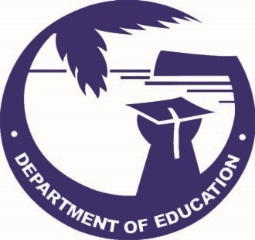 • DEPARTMENT OF EDUCATION •